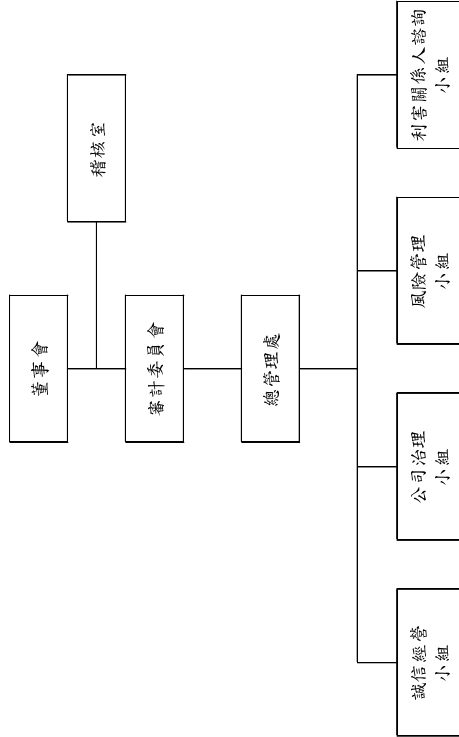 董事會
稽核室
審計委員會
總管理處
誠信經營
小組
公司治理
小組
風險管理
小組
利害關係人諮詢
小組